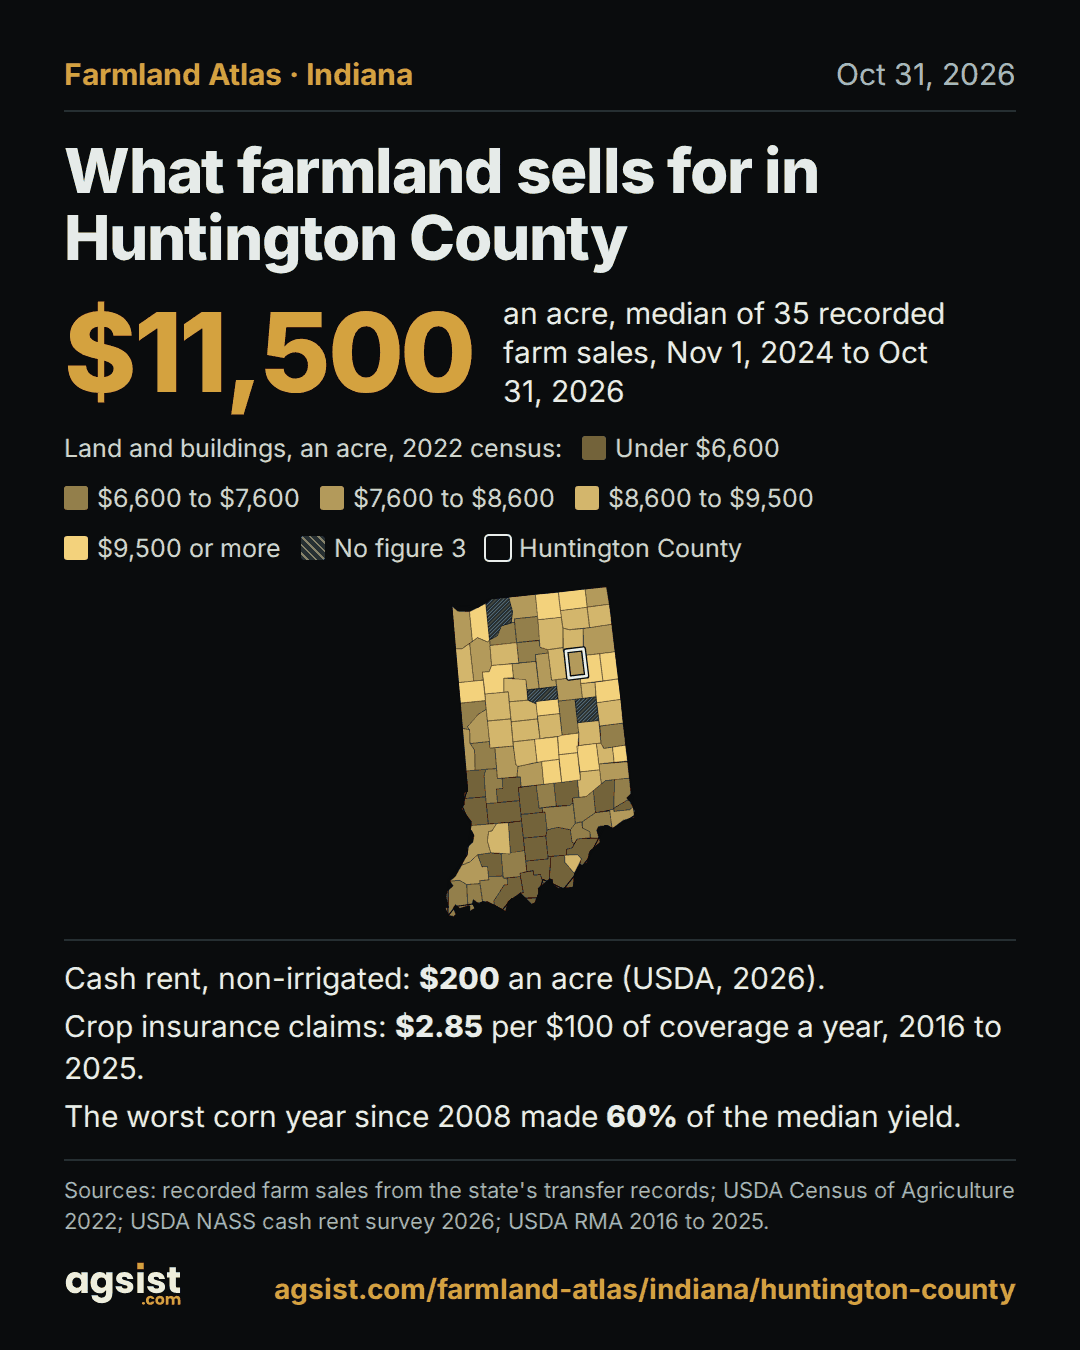 Farmland Atlas · Indiana
Oct 31, 2026
What farmland sells for in
Huntington County
$11,500
an acre, median of 35 recorded
farm sales, Nov 1, 2024 to Oct
31, 2026
Land and buildings, an acre, 2022 census: Under $6,600
$6,600 to $7,600 $7,600 to $8,600 $8,600 to $9,500
$9,500 or more No figure 3 Huntington County
Cash rent, non-irrigated: $200 an acre (USDA, 2026).
Crop insurance claims: $2.85 per $100 of coverage a year, 2016 to
2025.
The worst corn year since 2008 made 60% of the median yield.
Sources: recorded farm sales from the state's transfer records; USDA Census of Agriculture
2022; USDA NASS cash rent survey 2026; USDA RMA 2016 to 2025.
agsist
.com
agsist.com/farmland-atlas/indiana/huntington-county